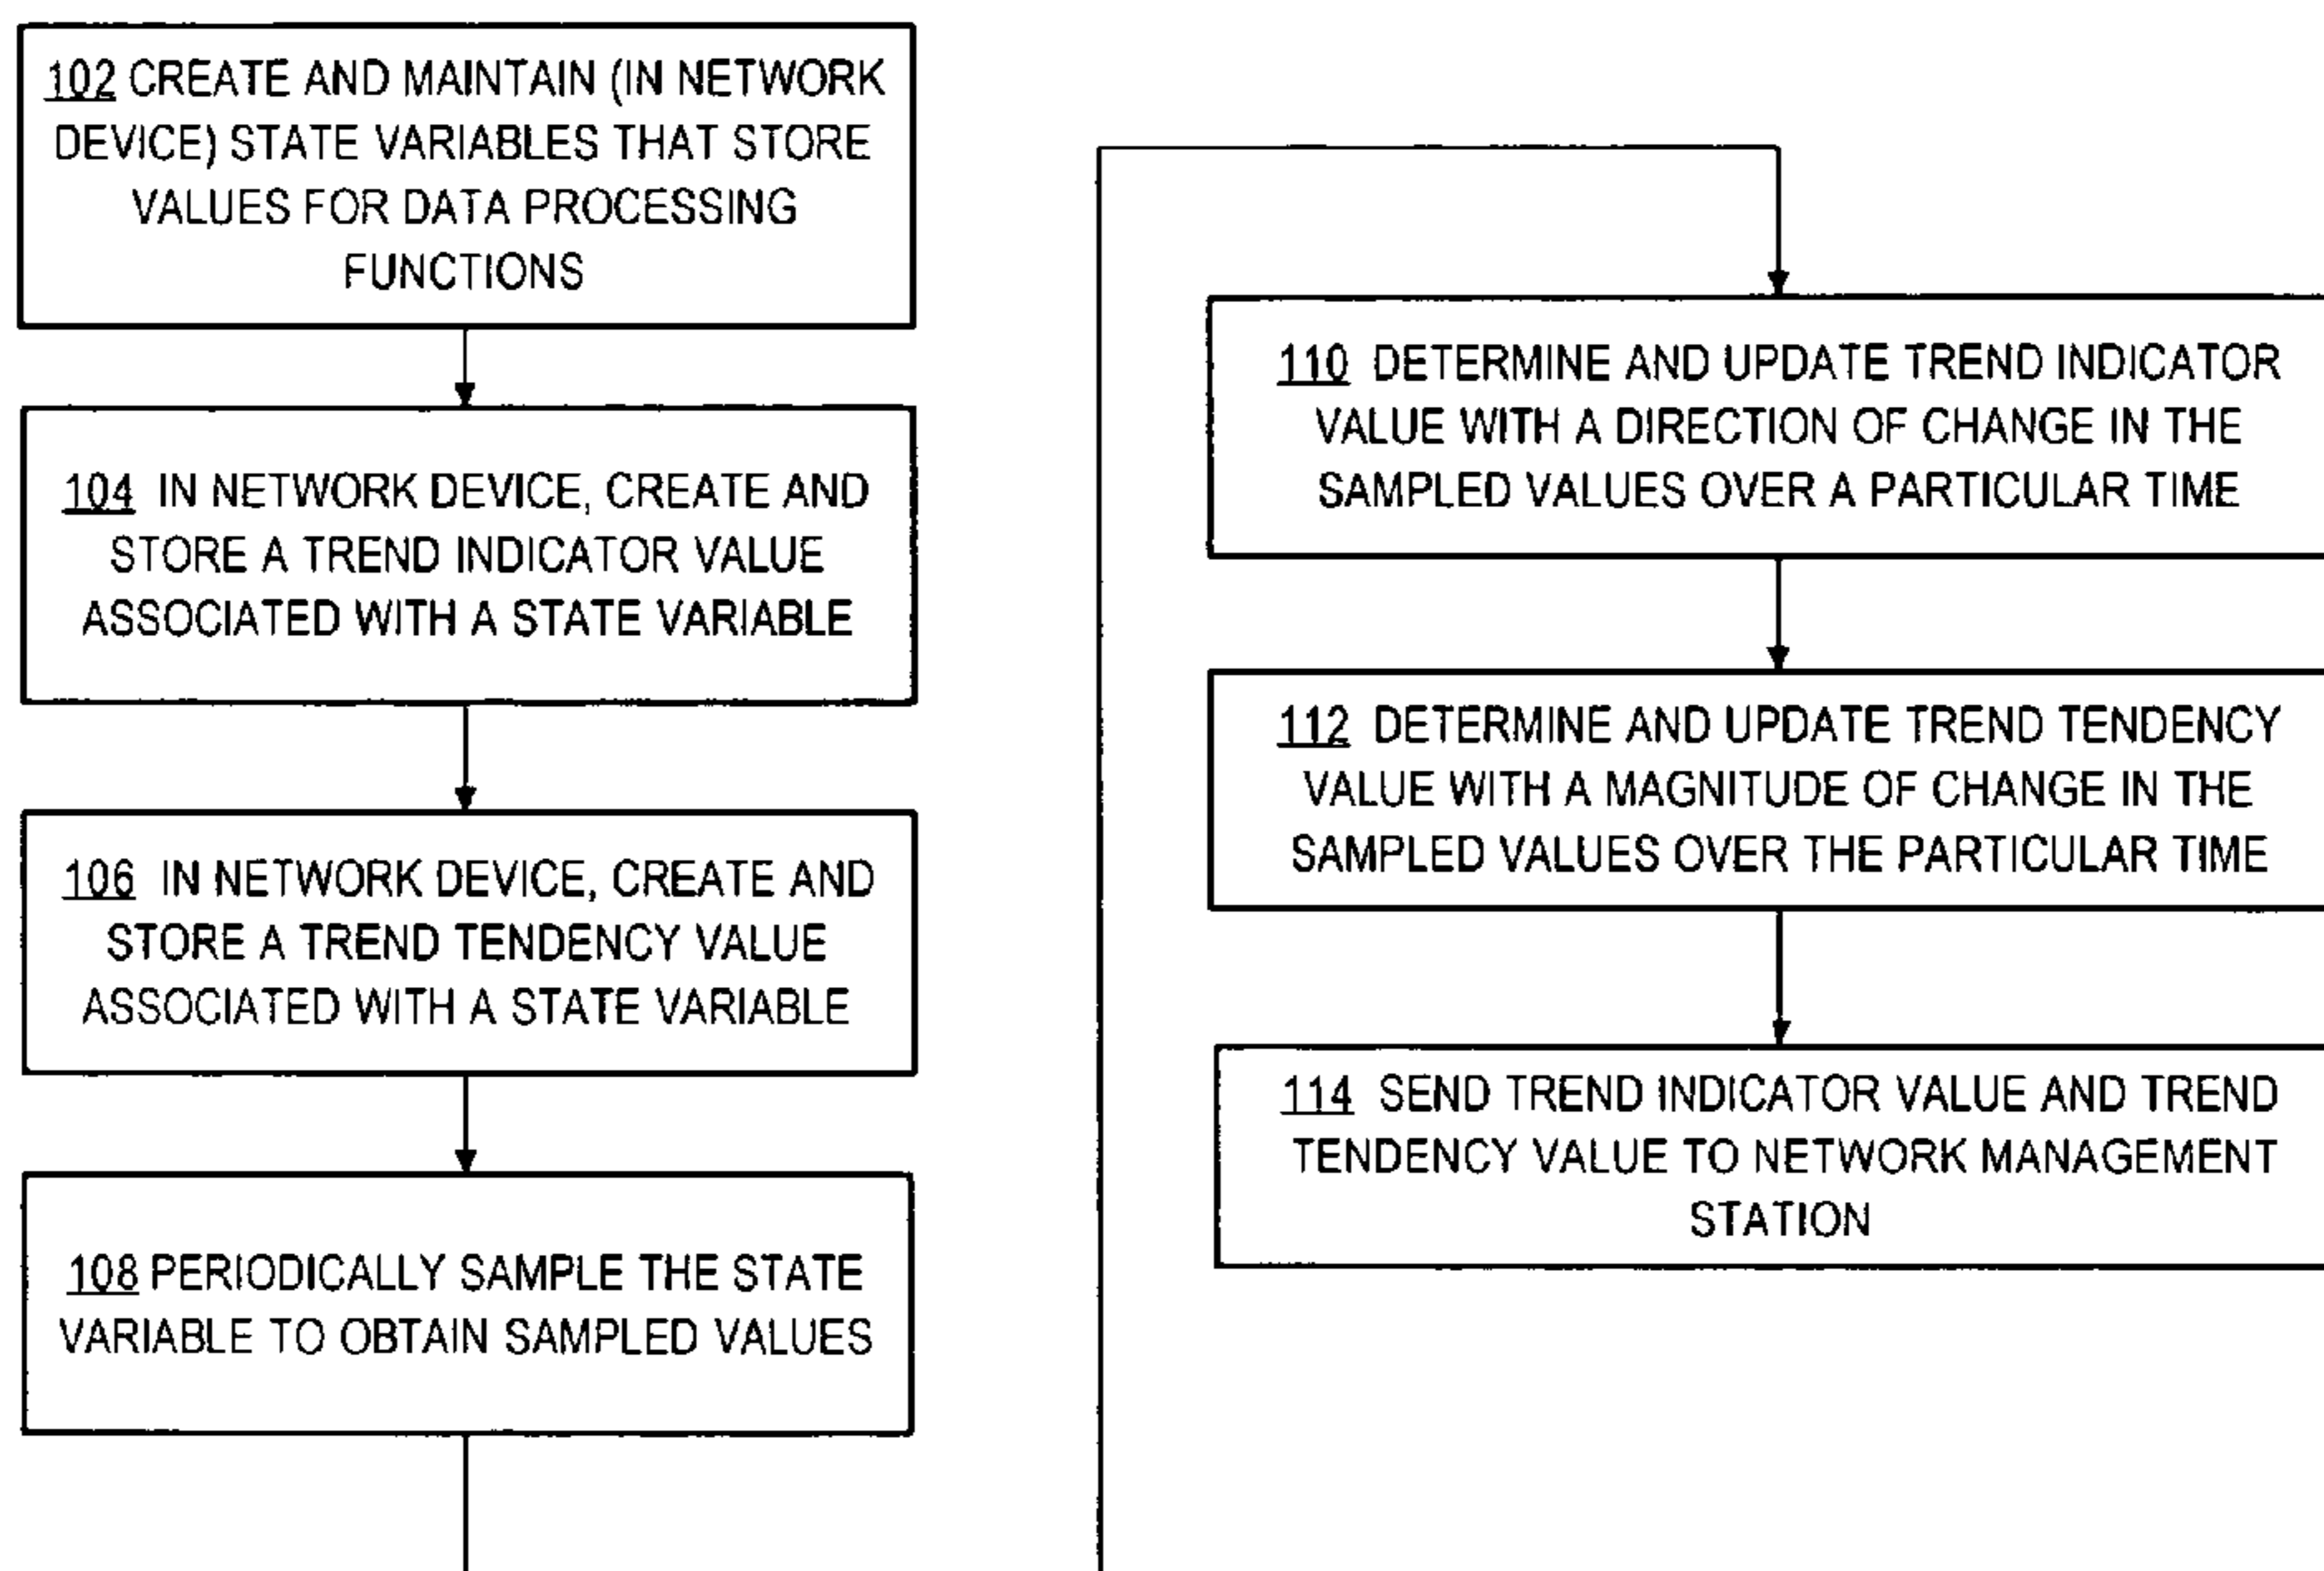 102 CREATE AND MAINTAIN (IN NETWORK
DEVICE) STATE VARIABLES THAT STORE
VALUES FOR DATA PROCESSING
FUNCTIONS
104 IN NETWORK DEVICE, CREATE AND
STORE A TREND INDICATOR VALUE
ASSOCIATED WITH A STATE VARIABLE
106 IN NETWORK DEVICE, CREATE AND
STORE A TREND TENDENCY VALUE
ASSOCIATED WITH A STATE VARIABLE
108 PERIODICALLY SAMPLE THE STATE
VARIABLE TO OBTAIN SAMPLED VALUES
110 DETERMINE AND UPDATE TREND INDICATOR
VALUE WITH A DIRECTION OF CHANGE IN THE
SAMPLED VALUES OVER A PARTICULAR TIME
112 DETERMINE AND UPDATE TREND TENDENCY
VALUE WITH A MAGNITUDE OF CHANGE IN THE
SAMPLED VALUES OVER THE PARTICULAR TIME
114 SEND TREND INDICATOR VALUE AND TREND
TENDENCY VALUE TO NETWORK MANAGEMENT
STATION